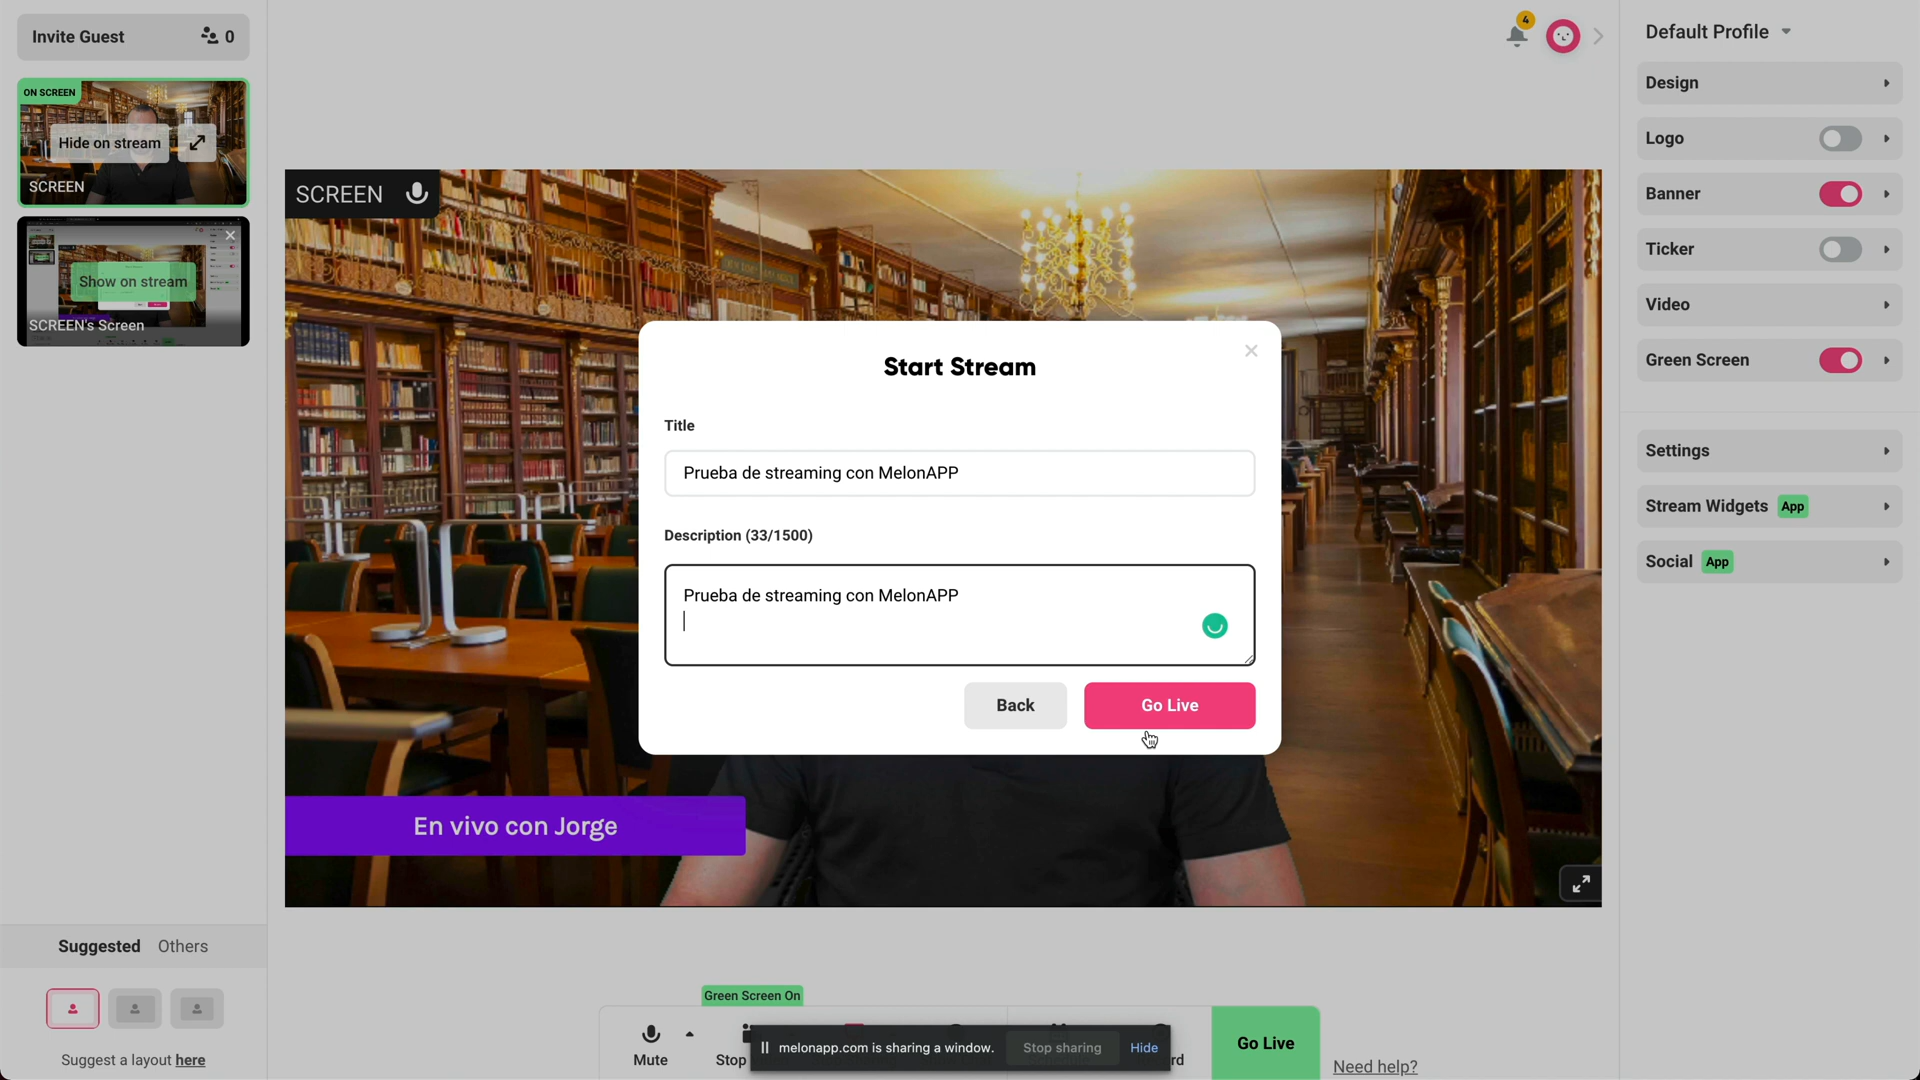 Invite Guest
0
ON SCREEN
Hide on stream
SCREEN
Show on stream
SCREEN's Screen
Suggested Others
Suggest a layout here
4
SCREEN
Start Stream
Title
Prueba de streaming con MelonAPP
Description (33/1500)
Prueba de streaming con MelonAPP
Back
Go Live
En vivo con Jorge
Green Screen On
Mute
Stop
melonapp.com is sharing a window.
Stop sharing
Hide
rd
Go Live
Need help?
Default Profile
Design
Logo
Banner
Ticker
Video
Green Screen
Settings
Stream Widgets App
Social App